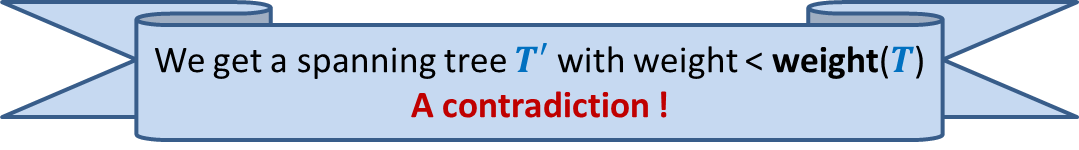 We get a spanning tree 𝑻′ with weight < weight(𝑻)
A contradiction !